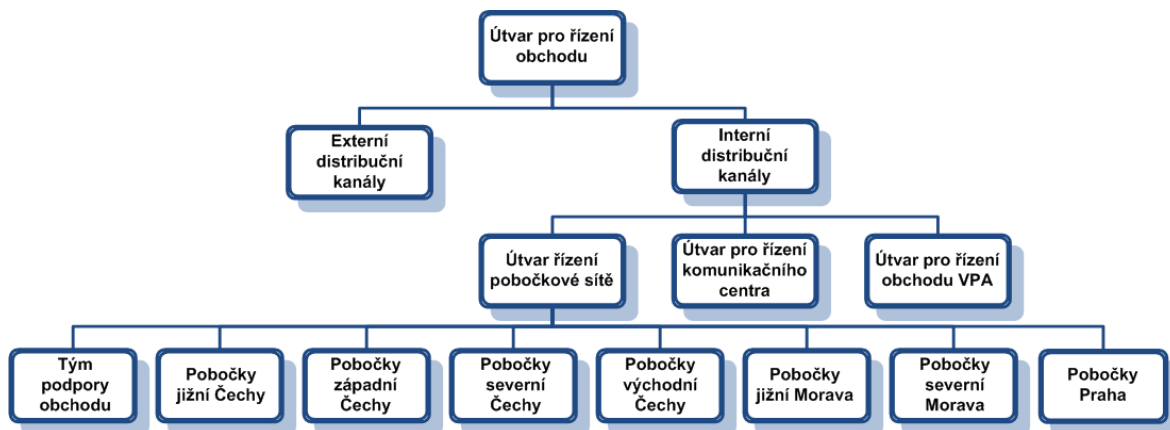 Útvar pro řízení
obchodu
Externí
distribuční
kanály
Interní
distribuční
kanály
Útvar řízení
pobočkové sítě
Útvar pro řízení
komunikačního
centra
Útvar pro řízení
obchodu VPA
Tým
podpory
obchodu
Pobočky
jižní Čechy
Pobočky
západní
Čechy
Pobočky
severní
Čechy
Pobočky
východní
Čechy
Pobočky
jižní Morava
Pobočky
severní
Morava
Pobočky
Praha